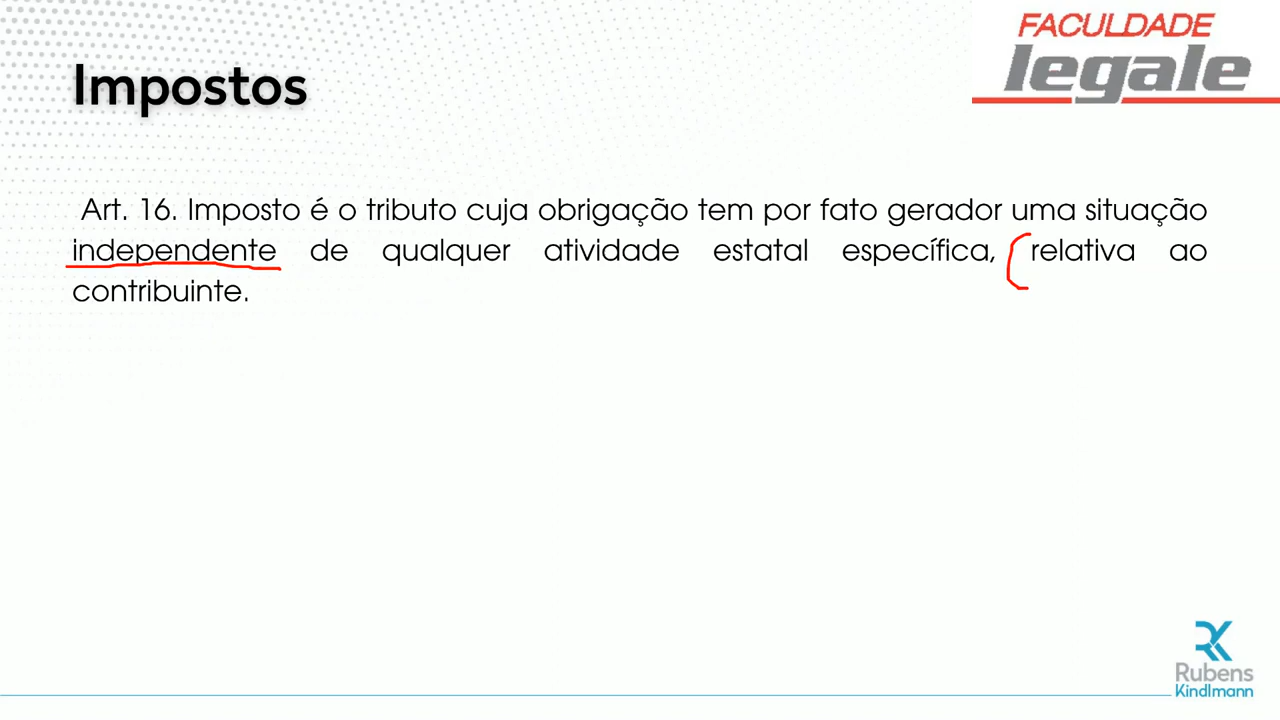 FACULDADE
legale
Impostos
Art. 16. Imposto é o tributo cuja obrigação tem por fato gerador uma situação
independente de qualquer atividade estatal específica, relativa ao
contribuinte.
RK
Rubens
Kindlmann